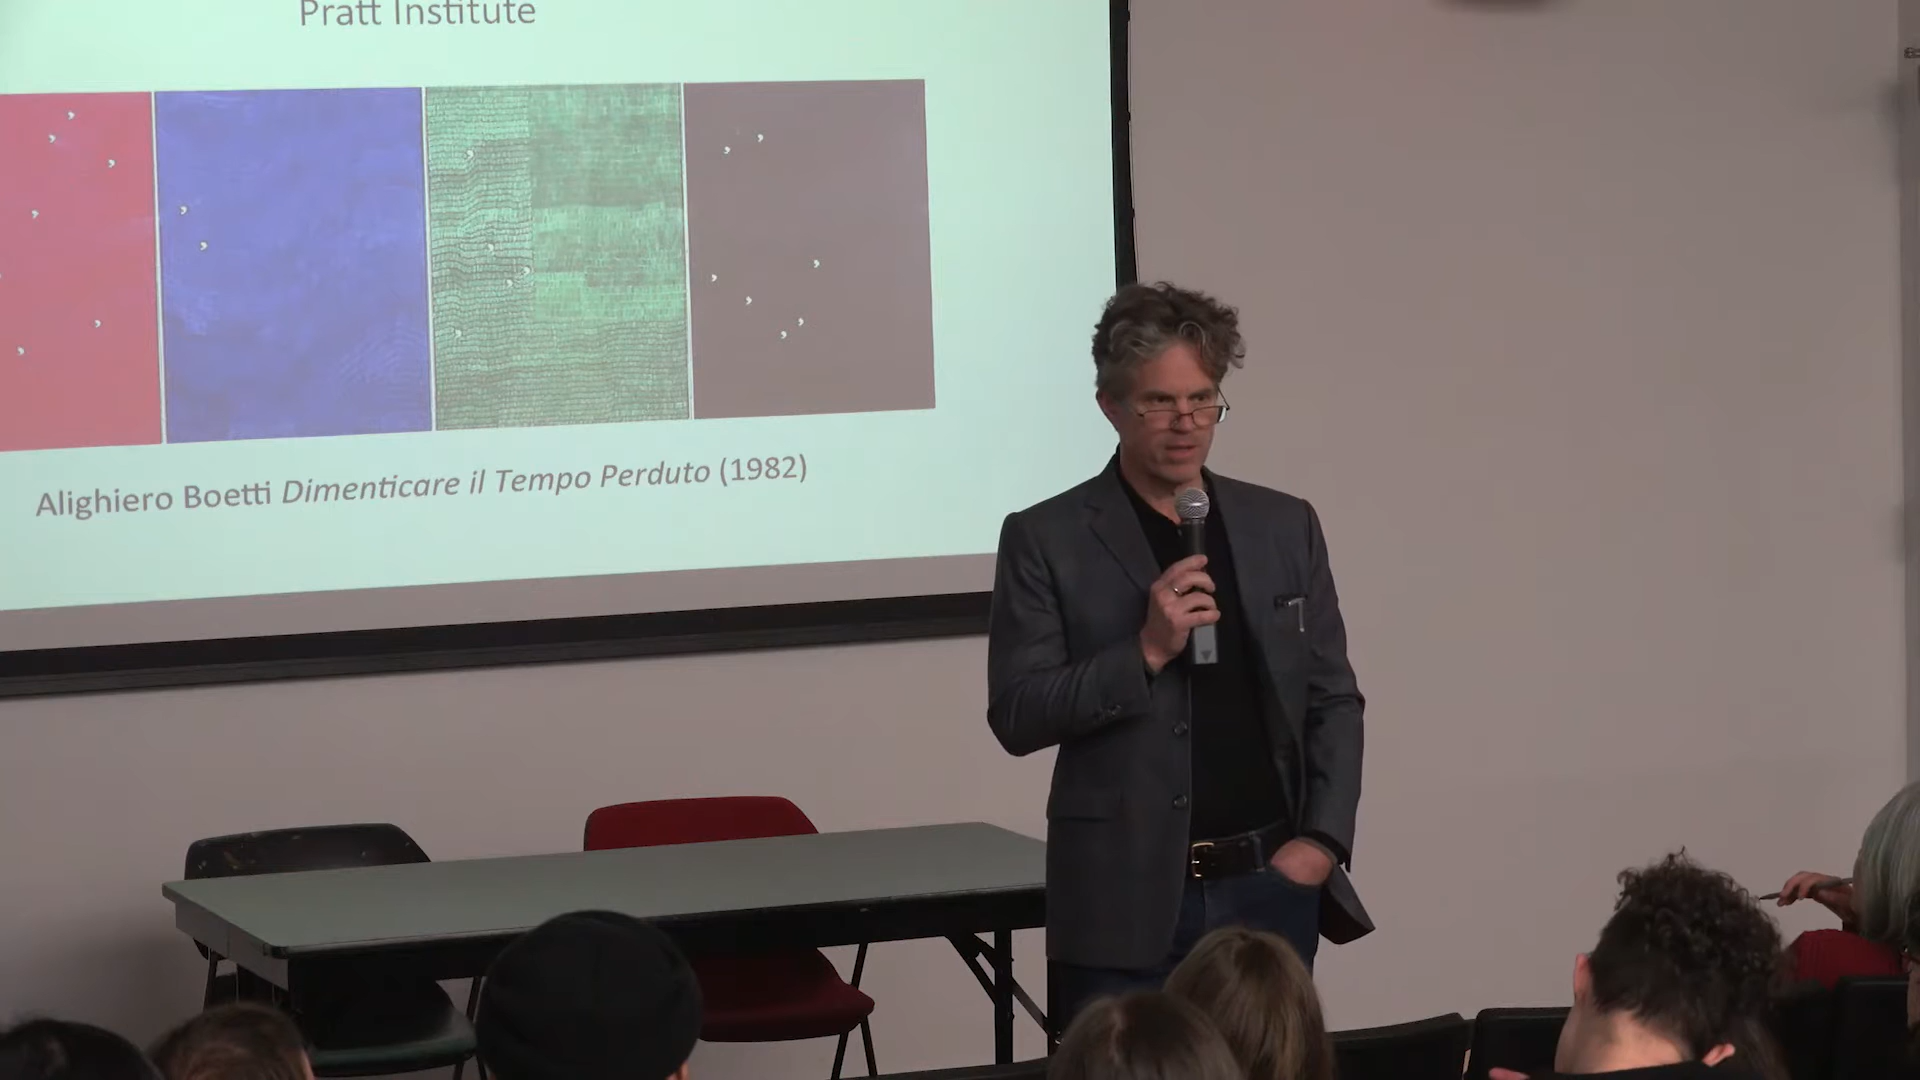 Pratt Institute
Alighiero Boetti Dimenticare il Tempo Perduto (1982)